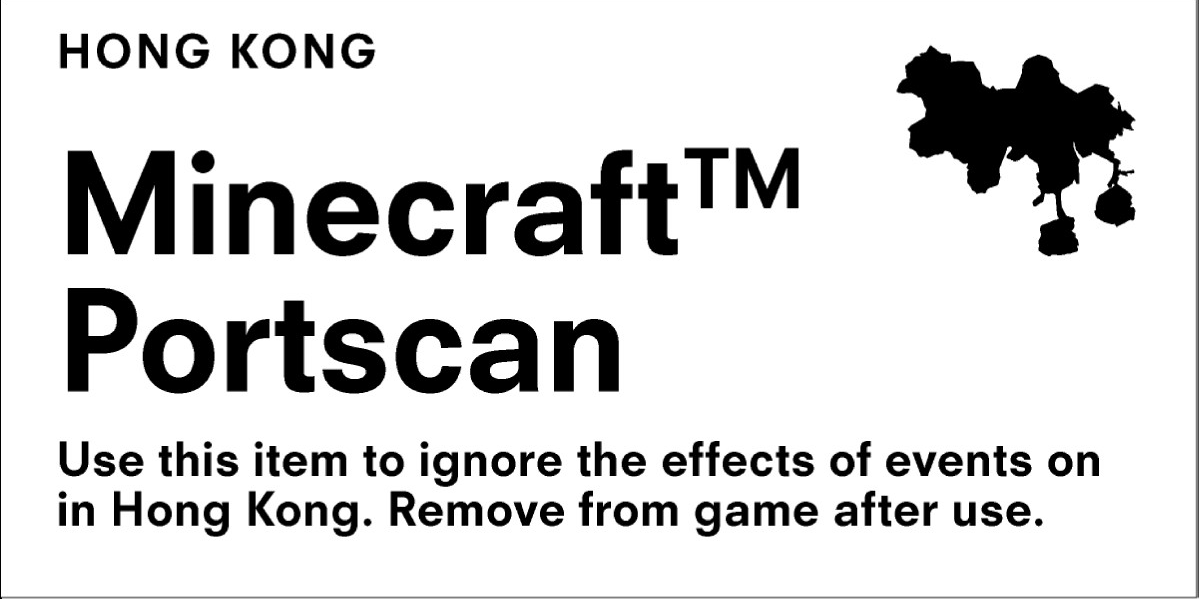 HONG KONG
Minecraft™
Portscan
Use this item to ignore the effects of events on
in Hong Kong. Remove from game after use.